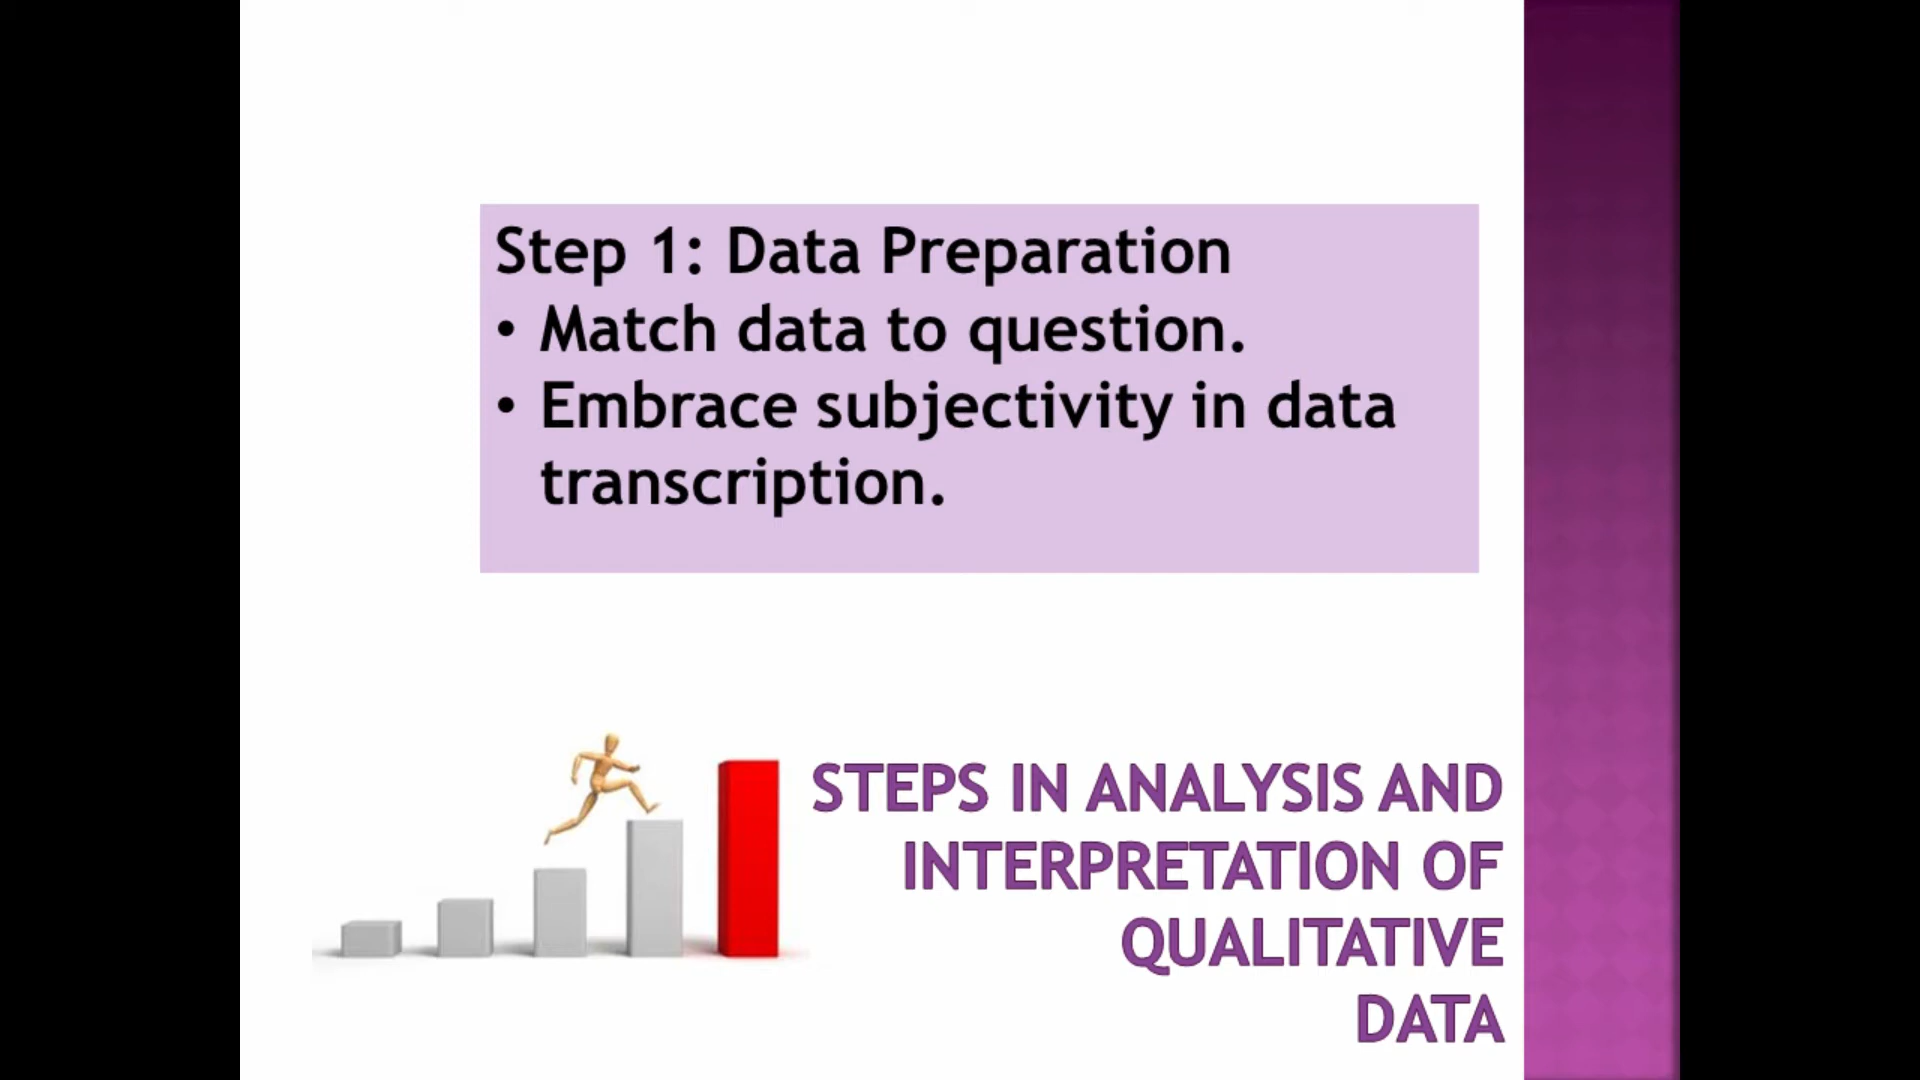 Step 1: Data Preparation
• Match data to question.
• Embrace subjectivity in data
transcription.
STEPS IN ANALYSIS AND
INTERPRETATION OF
QUALITATIVE
DATA